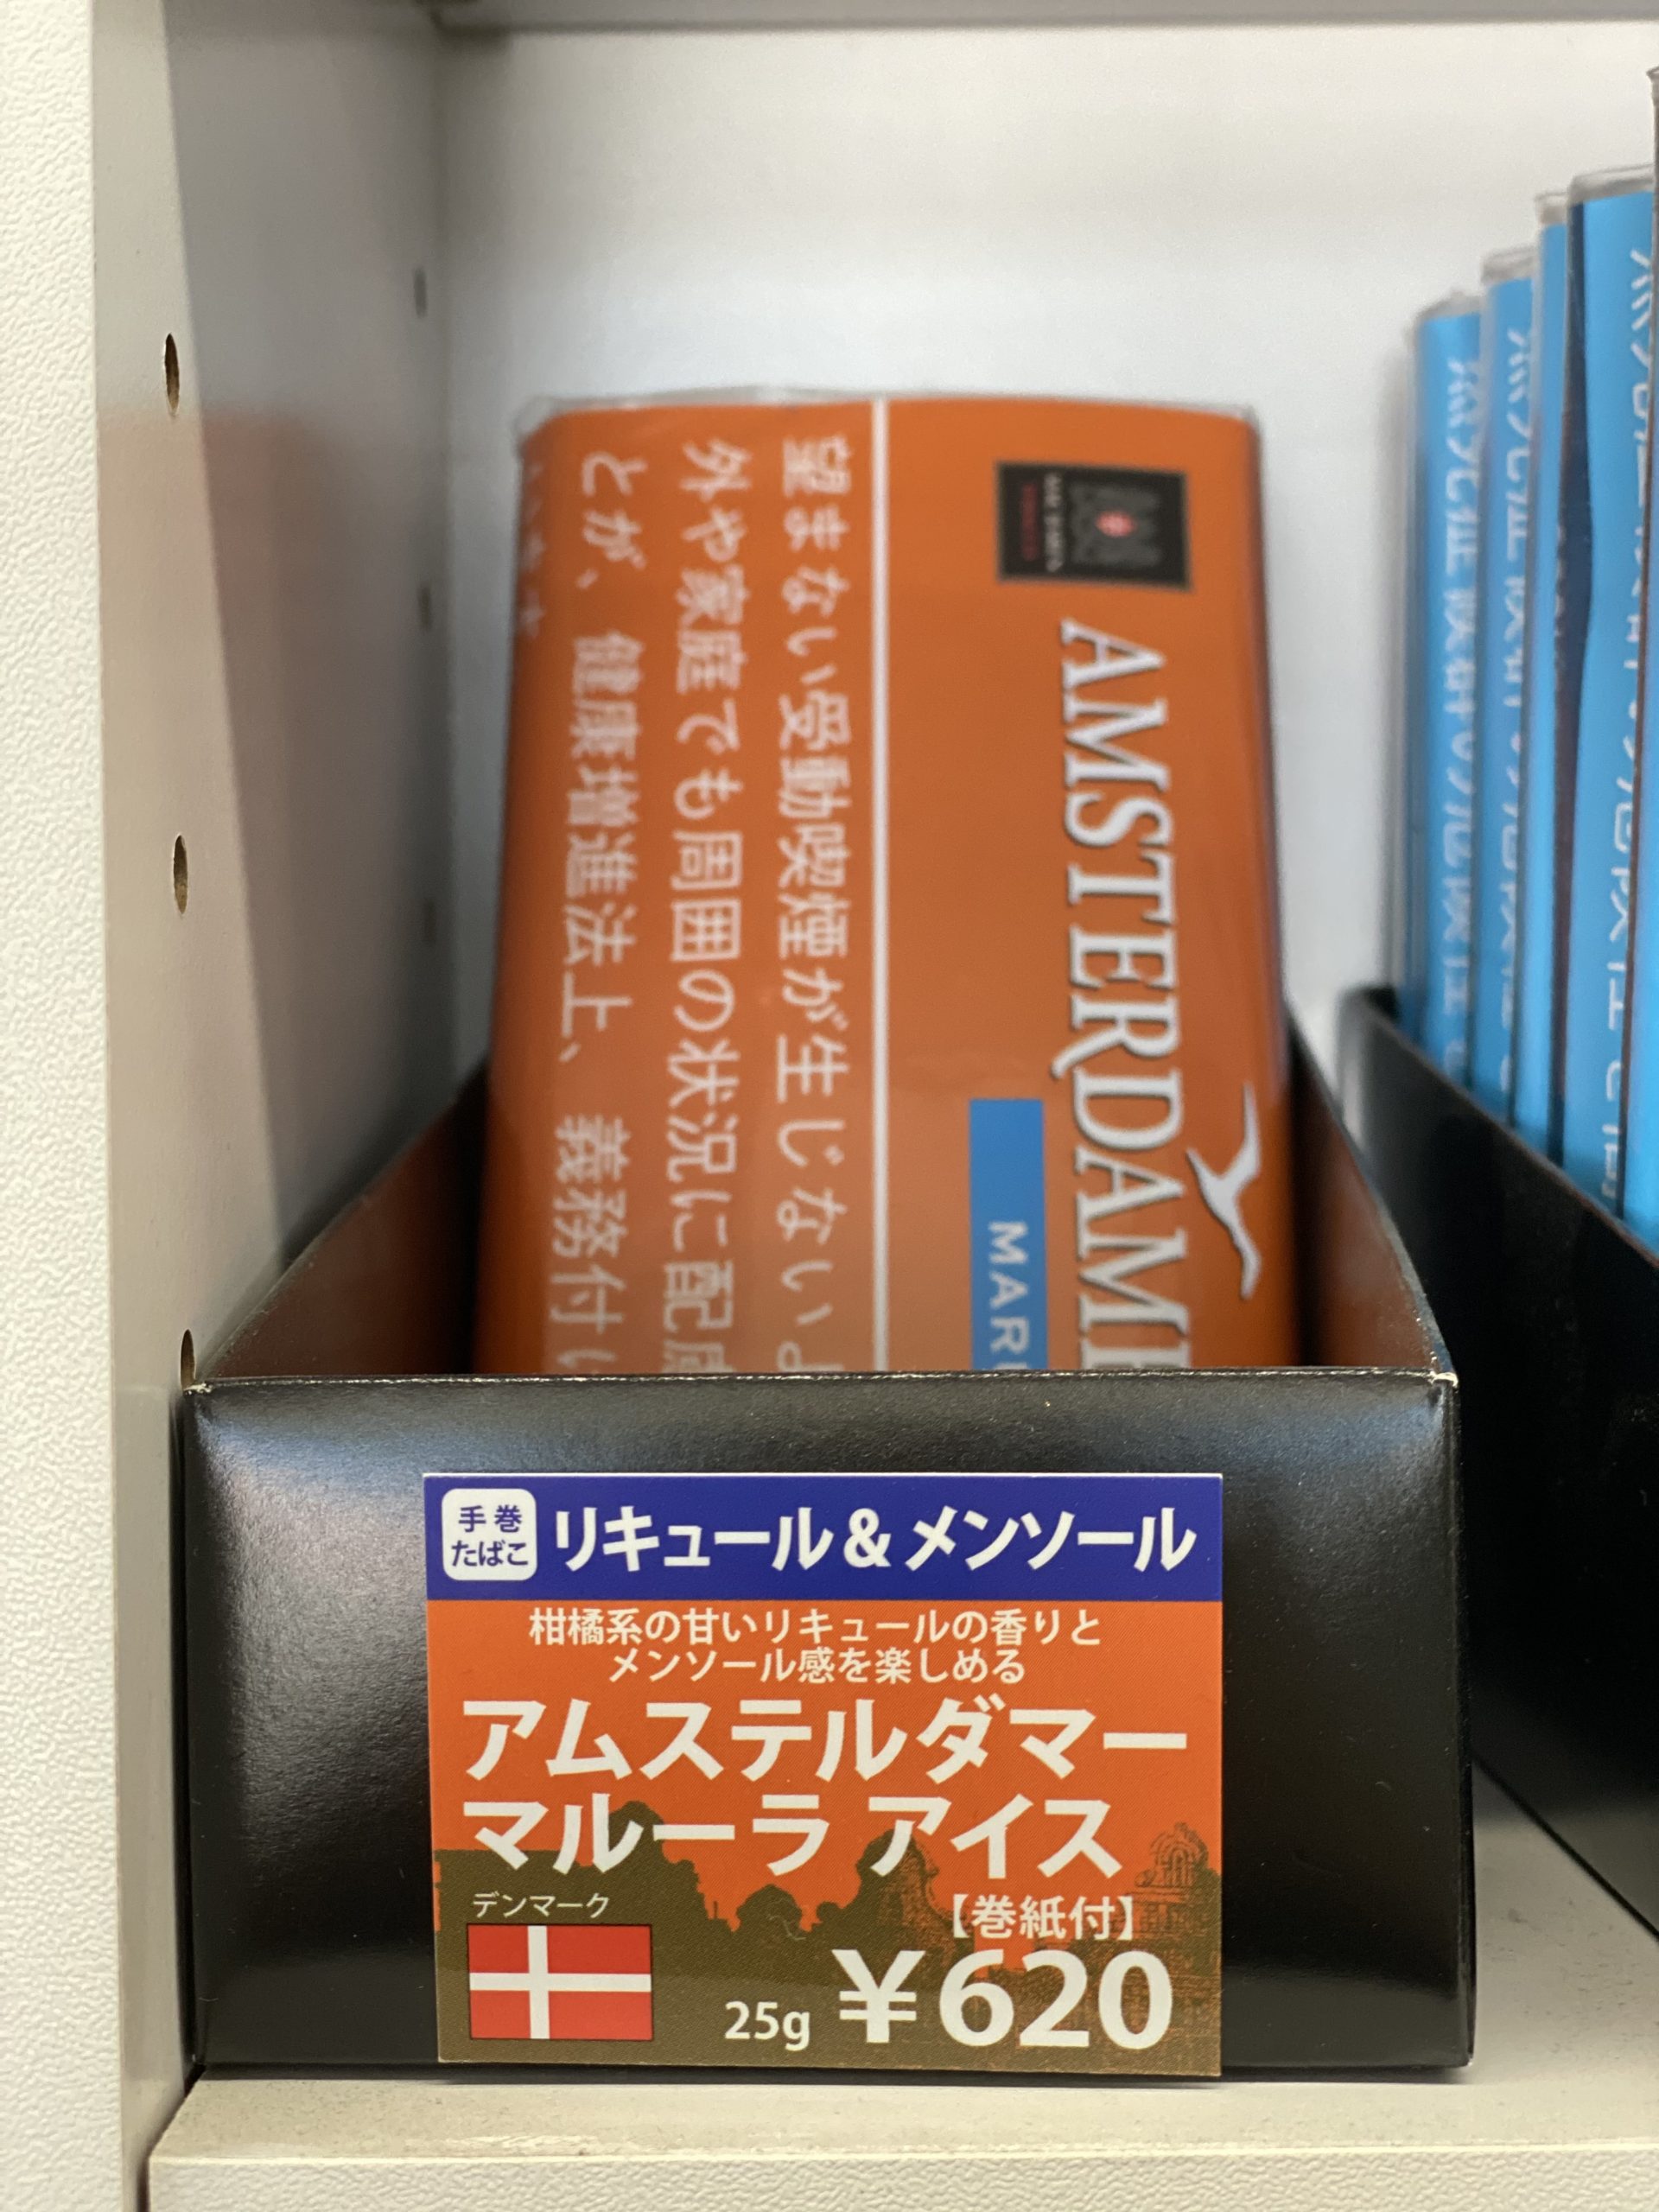 望まない受動喫煙が生じないよ
外や家庭でも周囲の状況に配慮
とが、健康増進法上、義務付け
AMSTERDAME
MAR
手巻
たばこ
リキュール&メンソール
柑橘系の甘いリキュールの香りと
メンソール感を楽しめる
アムステルダマー
マルーラ アイス
デンマーク
【巻紙付】
25g ¥620